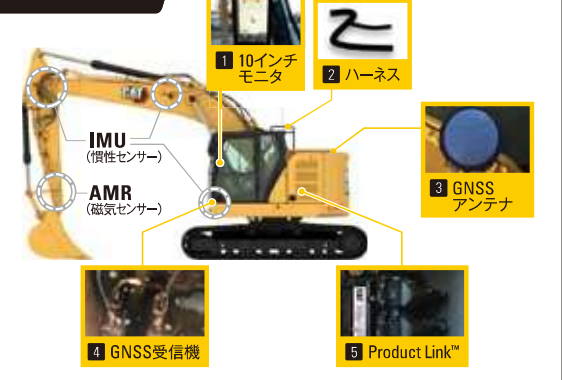 1 10インチ
モニタ
2 ハーネス
IMU
(慣性センサー)
AMR
(磁気センサー)
3 GNSS
アンテナ
4 GNSS受信機
5 Product Link™